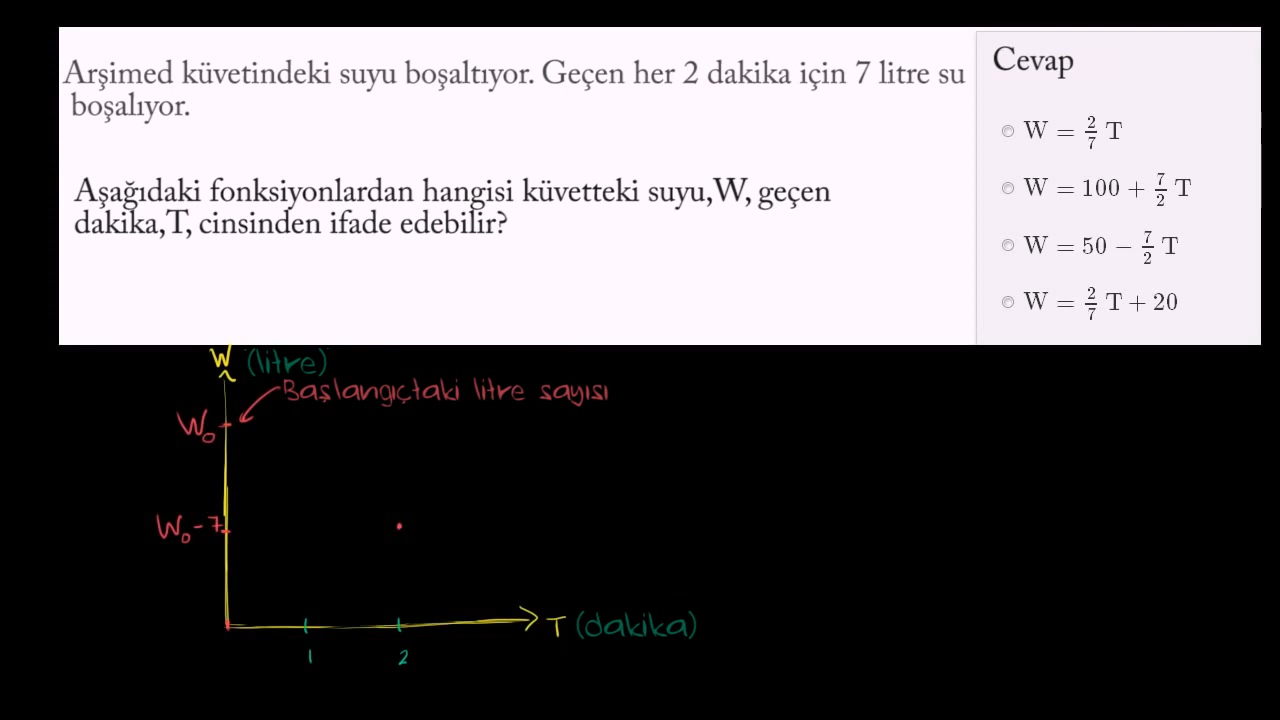 Arşimed küvetindeki suyu boşaltıyor. Geçen her 2 dakika için 7 litre su
boşalıyor.
Aşağıdaki fonksiyonlardan hangisi küvetteki suyu,W, geçen
dakika,T, cinsinden ifade edebilir?
Cevap
W = 2/7 T
W = 100 + 7/2 T
W = 50 − 7/2 T
W = 2/7 T + 20
W (litre)
Başlangıçtaki litre sayısı
W₀
W₀ - 7
T (dakika)
1 2